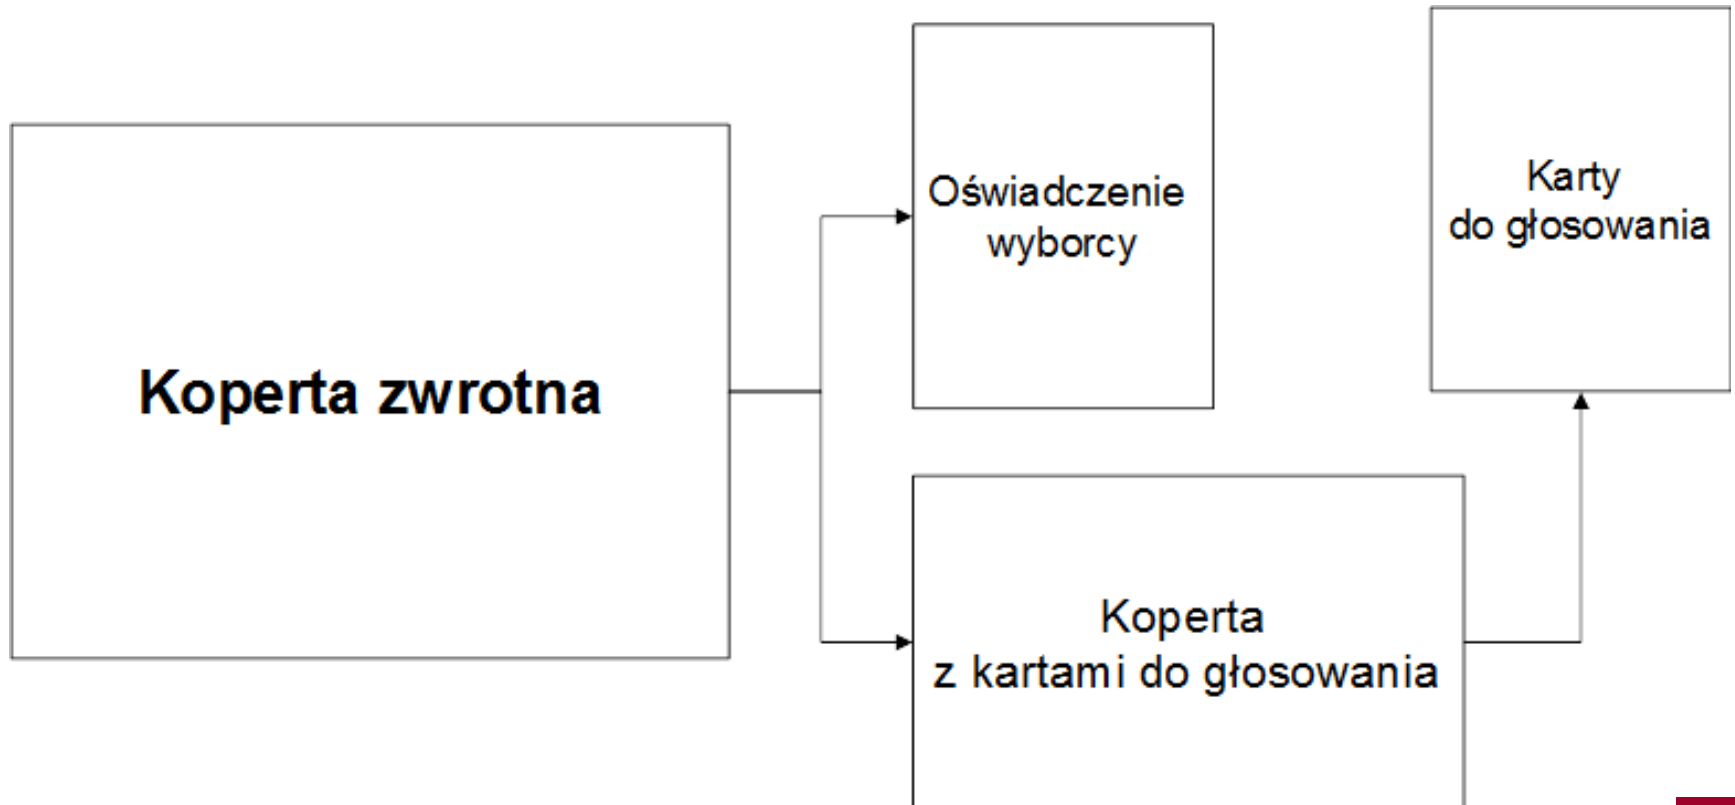 Koperta zwrotna
Oświadczenie
wyborcy
Karty
do głosowania
Koperta
z kartami do głosowania